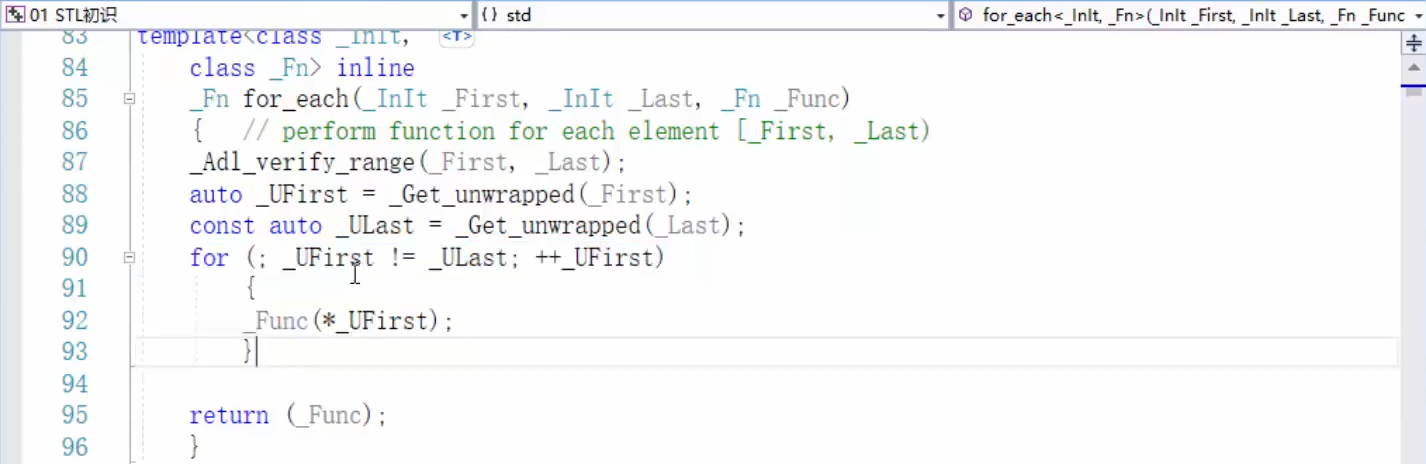 01 STL初识 {} std for_each<_InIt, _Fn>(_InIt _First, _InIt _Last, _Fn _Func
83 template<class _InIt, <T>
84 class _Fn> inline
85 _Fn for_each(_InIt _First, _InIt _Last, _Fn _Func)
86 { // perform function for each element [_First, _Last)
87 _Adl_verify_range(_First, _Last);
88 auto _UFirst = _Get_unwrapped(_First);
89 const auto _ULast = _Get_unwrapped(_Last);
90 for (; _UFirst != _ULast; ++_UFirst)
91 {
92 _Func(*_UFirst);
93 }
94
95 return (_Func);
96 }